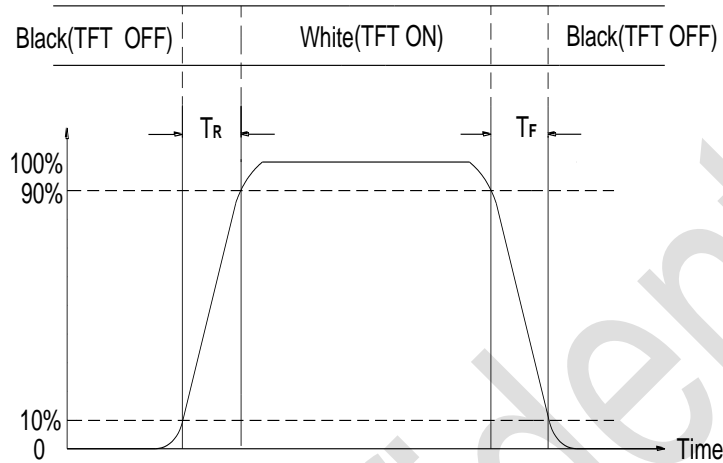 Black(TFT OFF) White(TFT ON) Black(TFT OFF)
TR TF
100%
90%
10%
0
Time